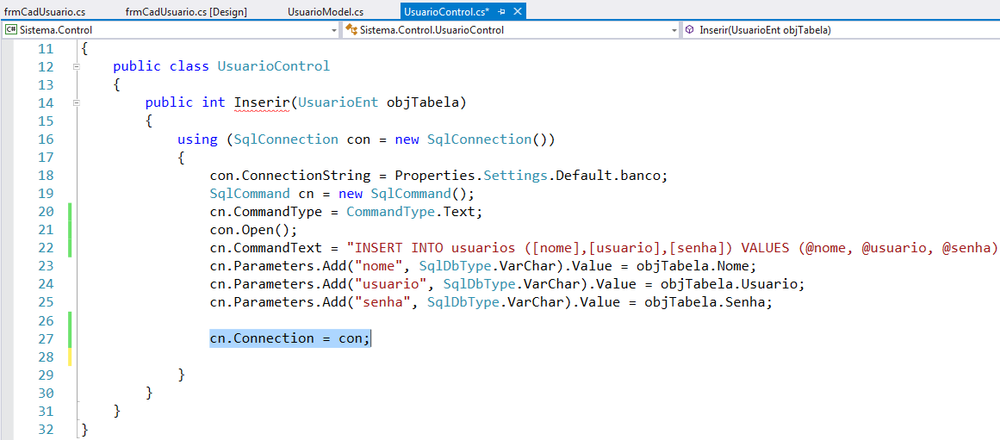 frmCadUsuario.cs frmCadUsuario.cs [Design] UsuarioModel.cs UsuarioControl.cs*
C# Sistema.Control Sistema.Control.UsuarioControl Inserir(UsuarioEnt objTabela)
11 {
12 public class UsuarioControl
13 {
14 public int Inserir(UsuarioEnt objTabela)
15 {
16 using (SqlConnection con = new SqlConnection())
17 {
18 con.ConnectionString = Properties.Settings.Default.banco;
19 SqlCommand cn = new SqlCommand();
20 cn.CommandType = CommandType.Text;
21 con.Open();
22 cn.CommandText = "INSERT INTO usuarios ([nome],[usuario],[senha]) VALUES (@nome, @usuario, @senha)
23 cn.Parameters.Add("nome", SqlDbType.VarChar).Value = objTabela.Nome;
24 cn.Parameters.Add("usuario", SqlDbType.VarChar).Value = objTabela.Usuario;
25 cn.Parameters.Add("senha", SqlDbType.VarChar).Value = objTabela.Senha;
26
27 cn.Connection = con;
28
29 }
30 }
31 }
32 }